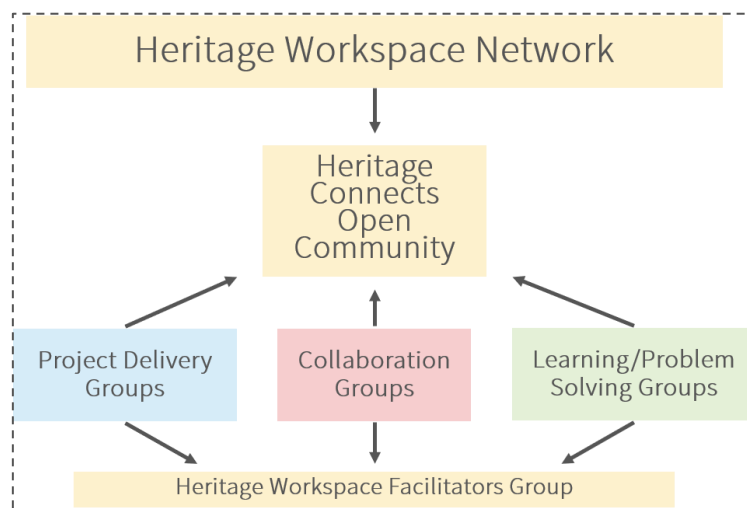 Heritage Workspace Network
Heritage
Connects
Open
Community
Project Delivery
Groups
Collaboration
Groups
Learning/Problem
Solving Groups
Heritage Workspace Facilitators Group